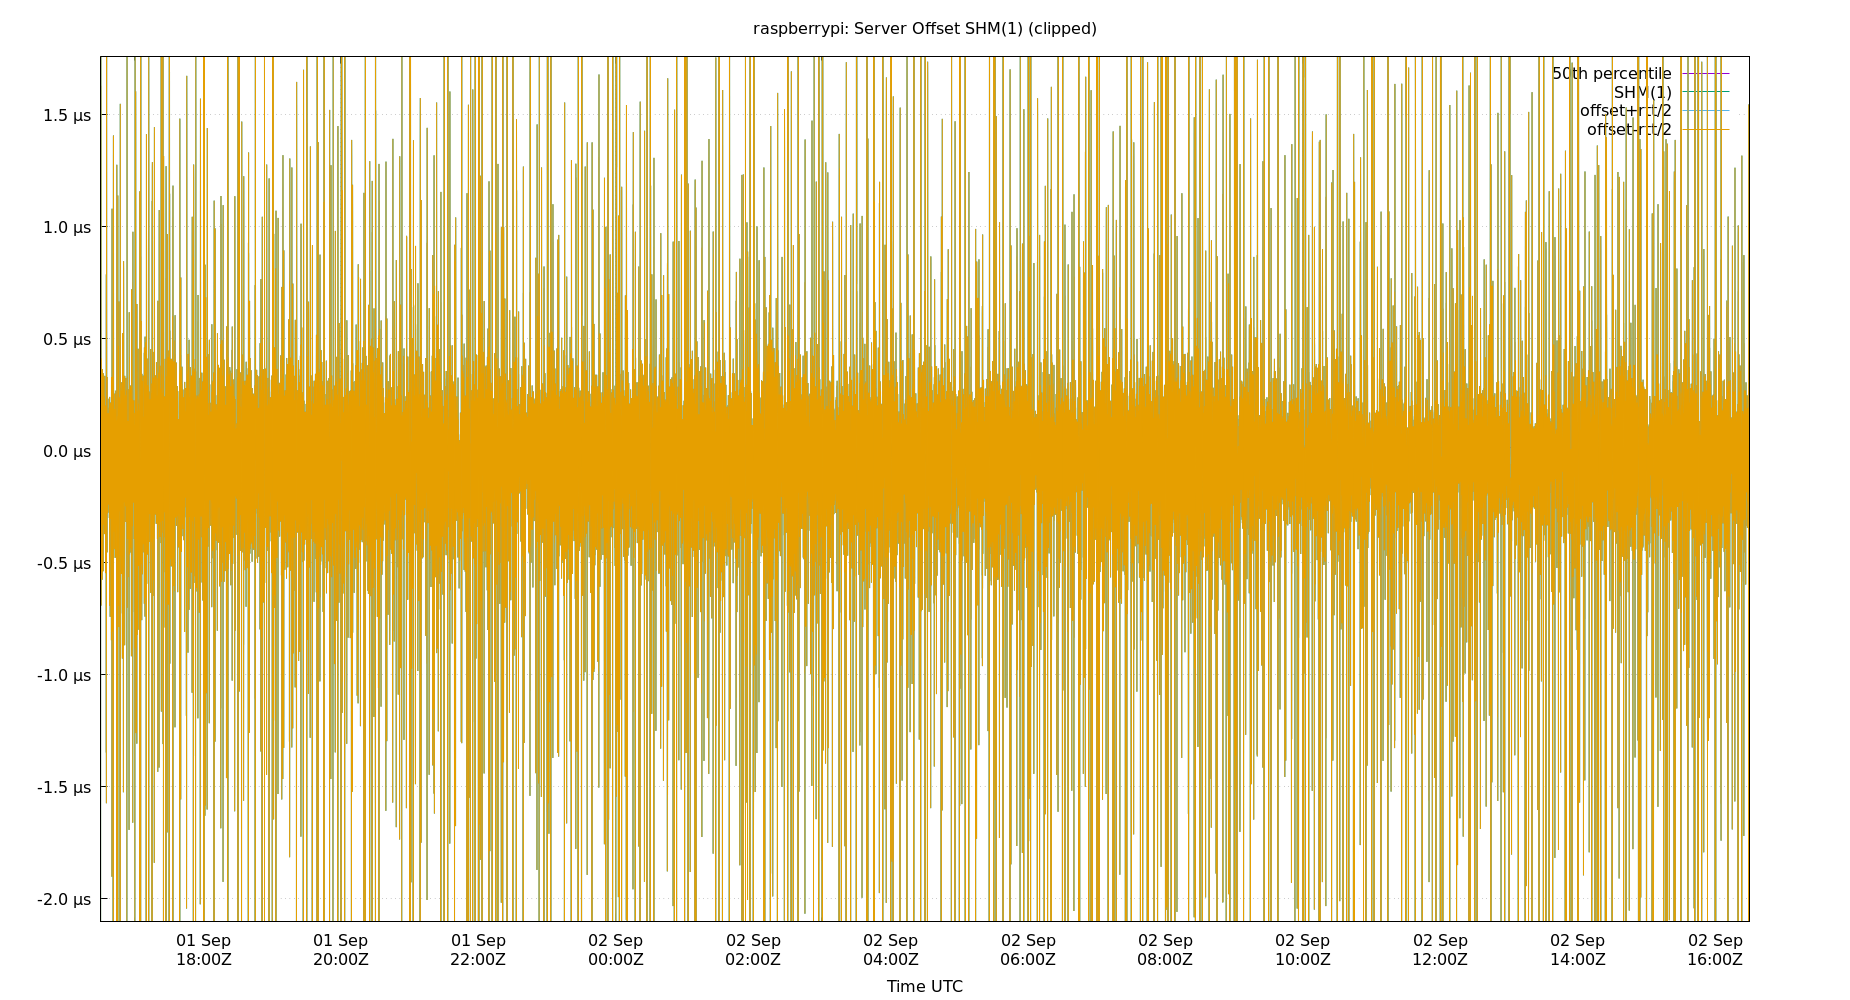 raspberrypi: Server Offset SHM(1) (clipped)
50th percentile
SHM(1)
offset+rtt/2
offset-rtt/2
1.5 µs
1.0 µs
0.5 µs
0.0 µs
-0.5 µs
-1.0 µs
-1.5 µs
-2.0 µs
01 Sep 01 Sep 01 Sep 02 Sep 02 Sep 02 Sep 02 Sep 02 Sep 02 Sep 02 Sep 02 Sep 02 Sep
18:00Z 20:00Z 22:00Z 00:00Z 02:00Z 04:00Z 06:00Z 08:00Z 10:00Z 12:00Z 14:00Z 16:00Z
Time UTC